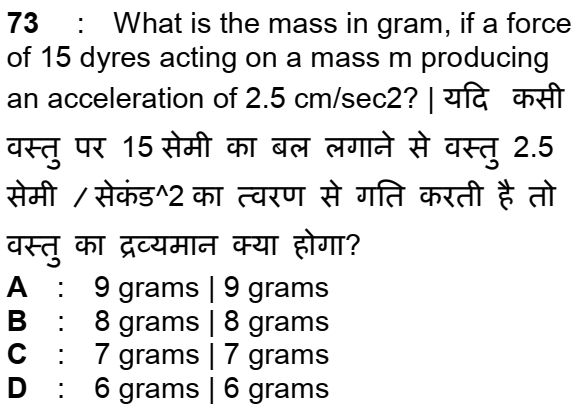 73 : What is the mass in gram, if a force
of 15 dyres acting on a mass m producing
an acceleration of 2.5 cm/sec2? | यदि कसी
वस्तु पर 15 सेमी का बल लगाने से वस्तु 2.5
सेमी / सेकंड^2 का त्वरण से गति करती है तो
वस्तु का द्रव्यमान क्या होगा?
A : 9 grams | 9 grams
B : 8 grams | 8 grams
C : 7 grams | 7 grams
D : 6 grams | 6 grams